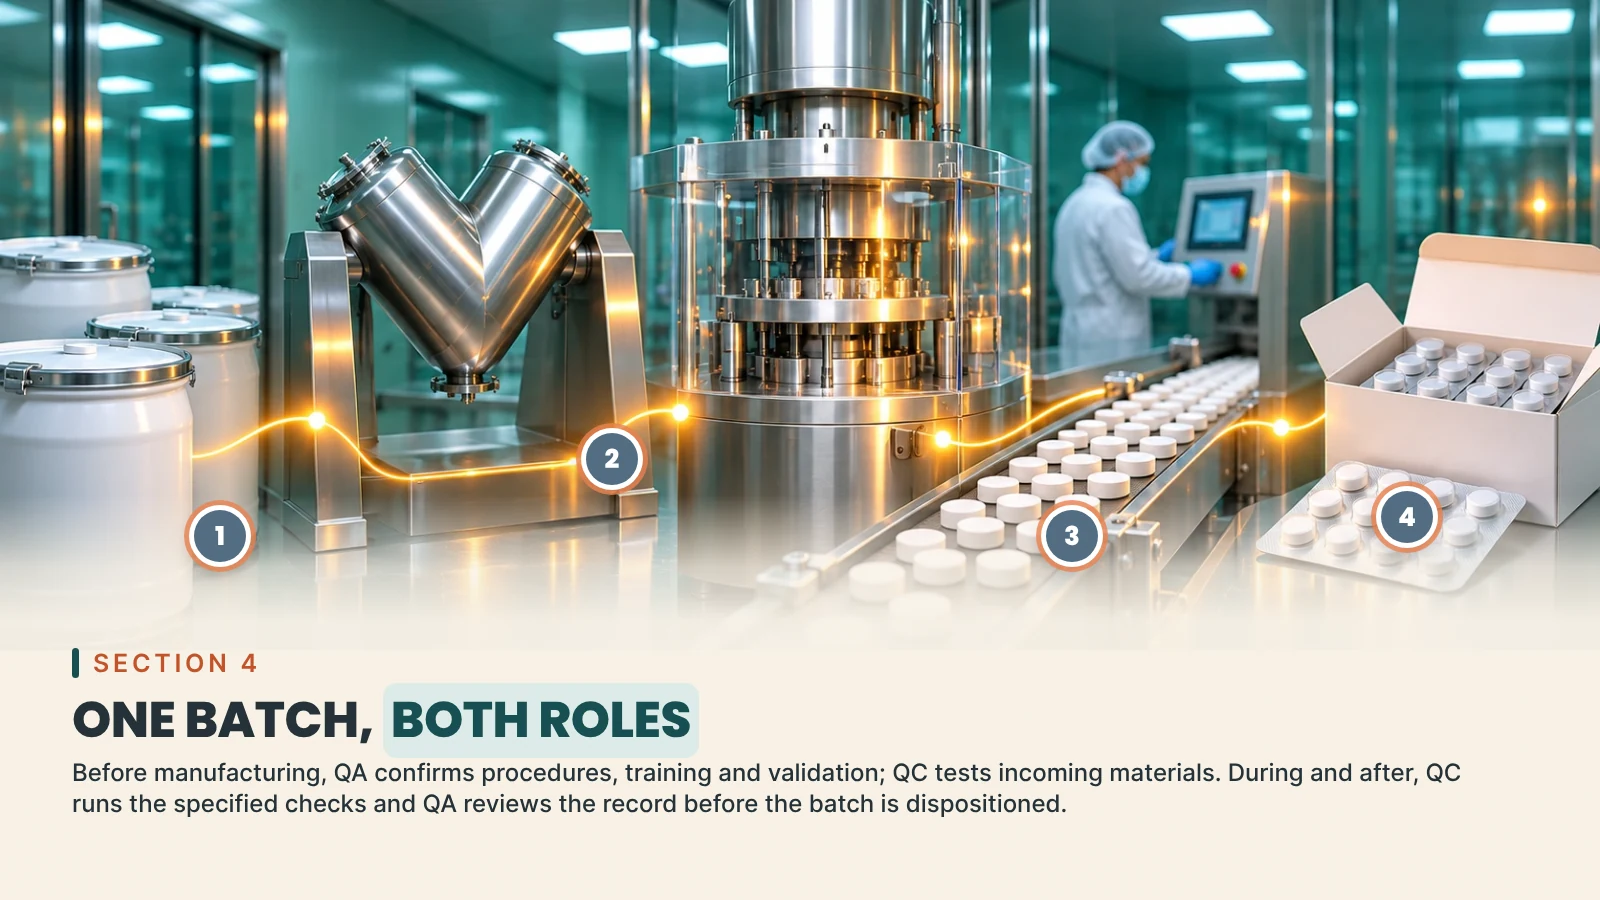 2
1
3
4
SECTION 4
ONE BATCH, BOTH ROLES
Before manufacturing, QA confirms procedures, training and validation; QC tests incoming materials. During and after, QC
runs the specified checks and QA reviews the record before the batch is dispositioned.